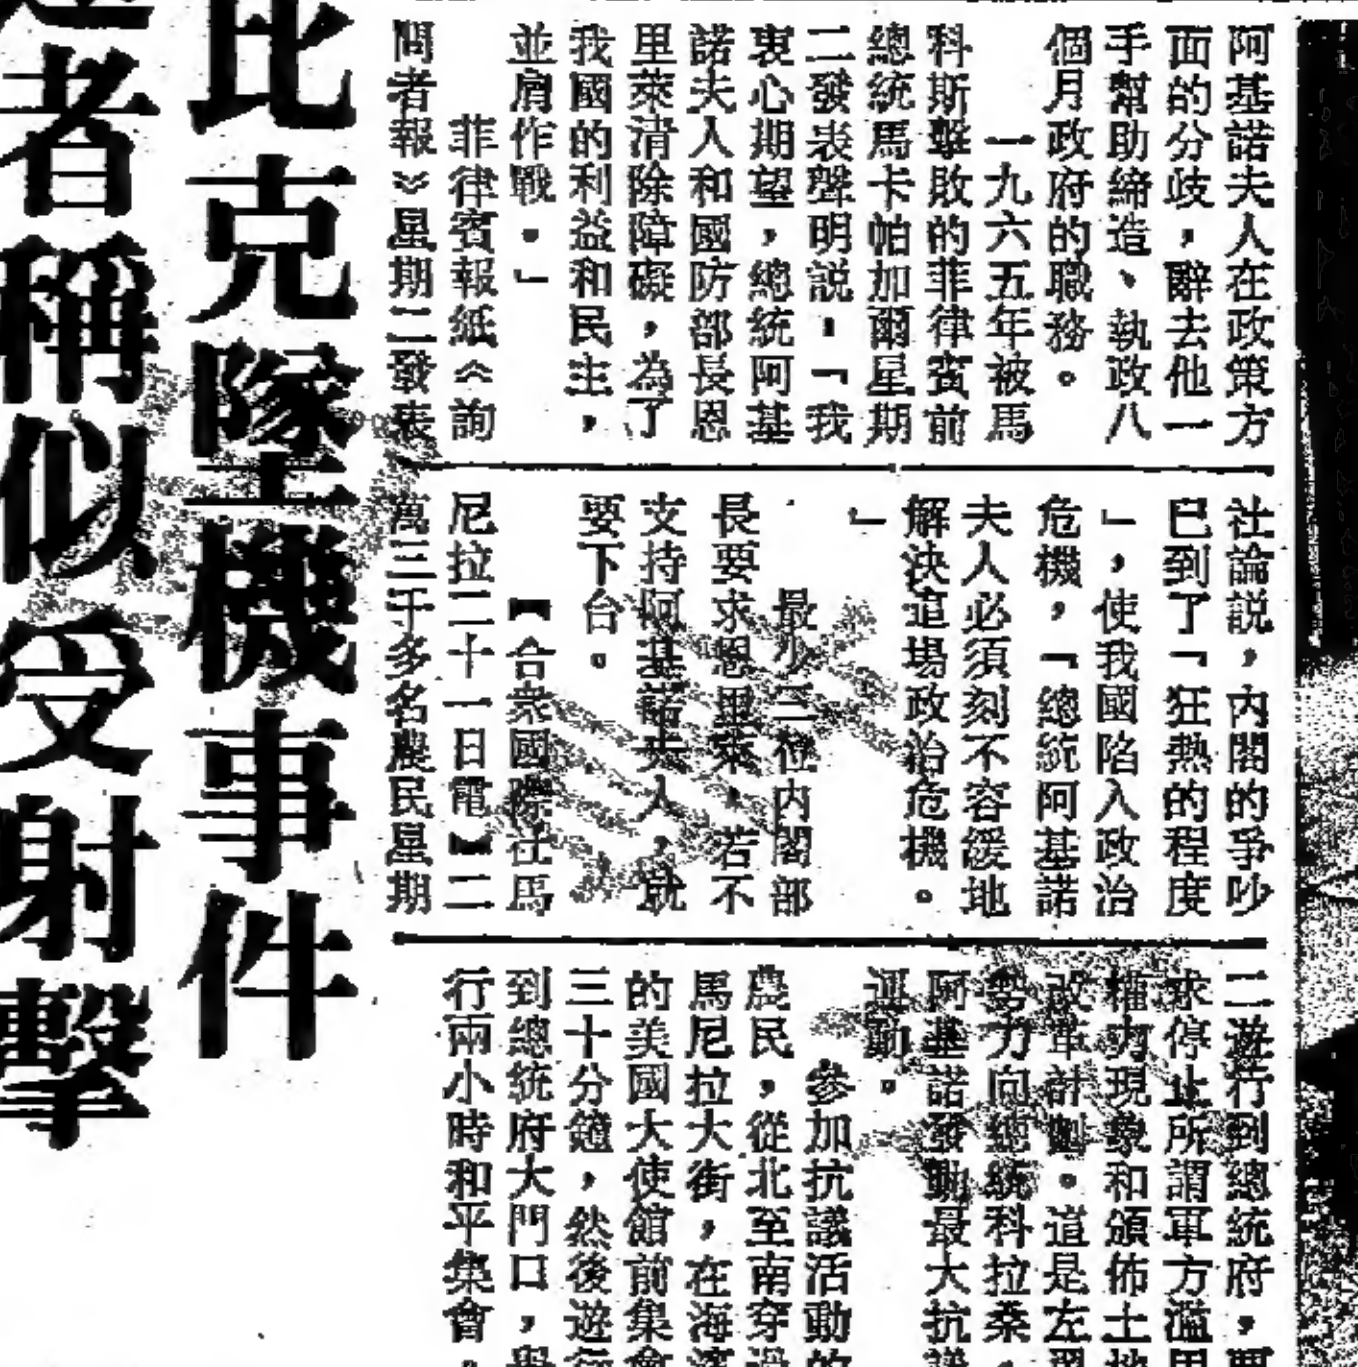 阿基諾夫人在政策方
面的分歧，辭去他一
手幫助締造、執政八
個月政府的職務。
一九六五年被馬
科斯擊敗的菲律賓前
總統馬卡帕加爾星期
二發表聲明説：「我
衷心期望，總統阿基
諾夫人和國防部長恩
里萊清除障礙，為了
我國的利益和民主，
並肩作戰。」
菲律賓報紙《詢
問者報》星期二發表
社論説，內閣的爭吵
已到了「狂熱的程度
」，使我國陷入政治
危機，「總統阿基諾
夫人必須刻不容緩地
解決這場政治危機。
」
最少三位內閣部
長要求恩里萊，若不
支持阿基諾夫人，就
要下台。
【合衆國際社馬
尼拉二十一日電】二
萬三千多名農民星期
二遊行到總統府，要
求停止所謂軍方濫用
權力現象和頒佈土地
改革計劃。這是左翼
勢力向總統科拉桑·
阿基諾發動最大抗議
運動。
參加抗議活動的
農民，從北至南穿過
馬尼拉大街，在海濱
的美國大使館前集會
三十分鐘，然後遊行
到總統府大門口，舉
行兩小時和平集會。
比克墜機事件
者稱似受射擊